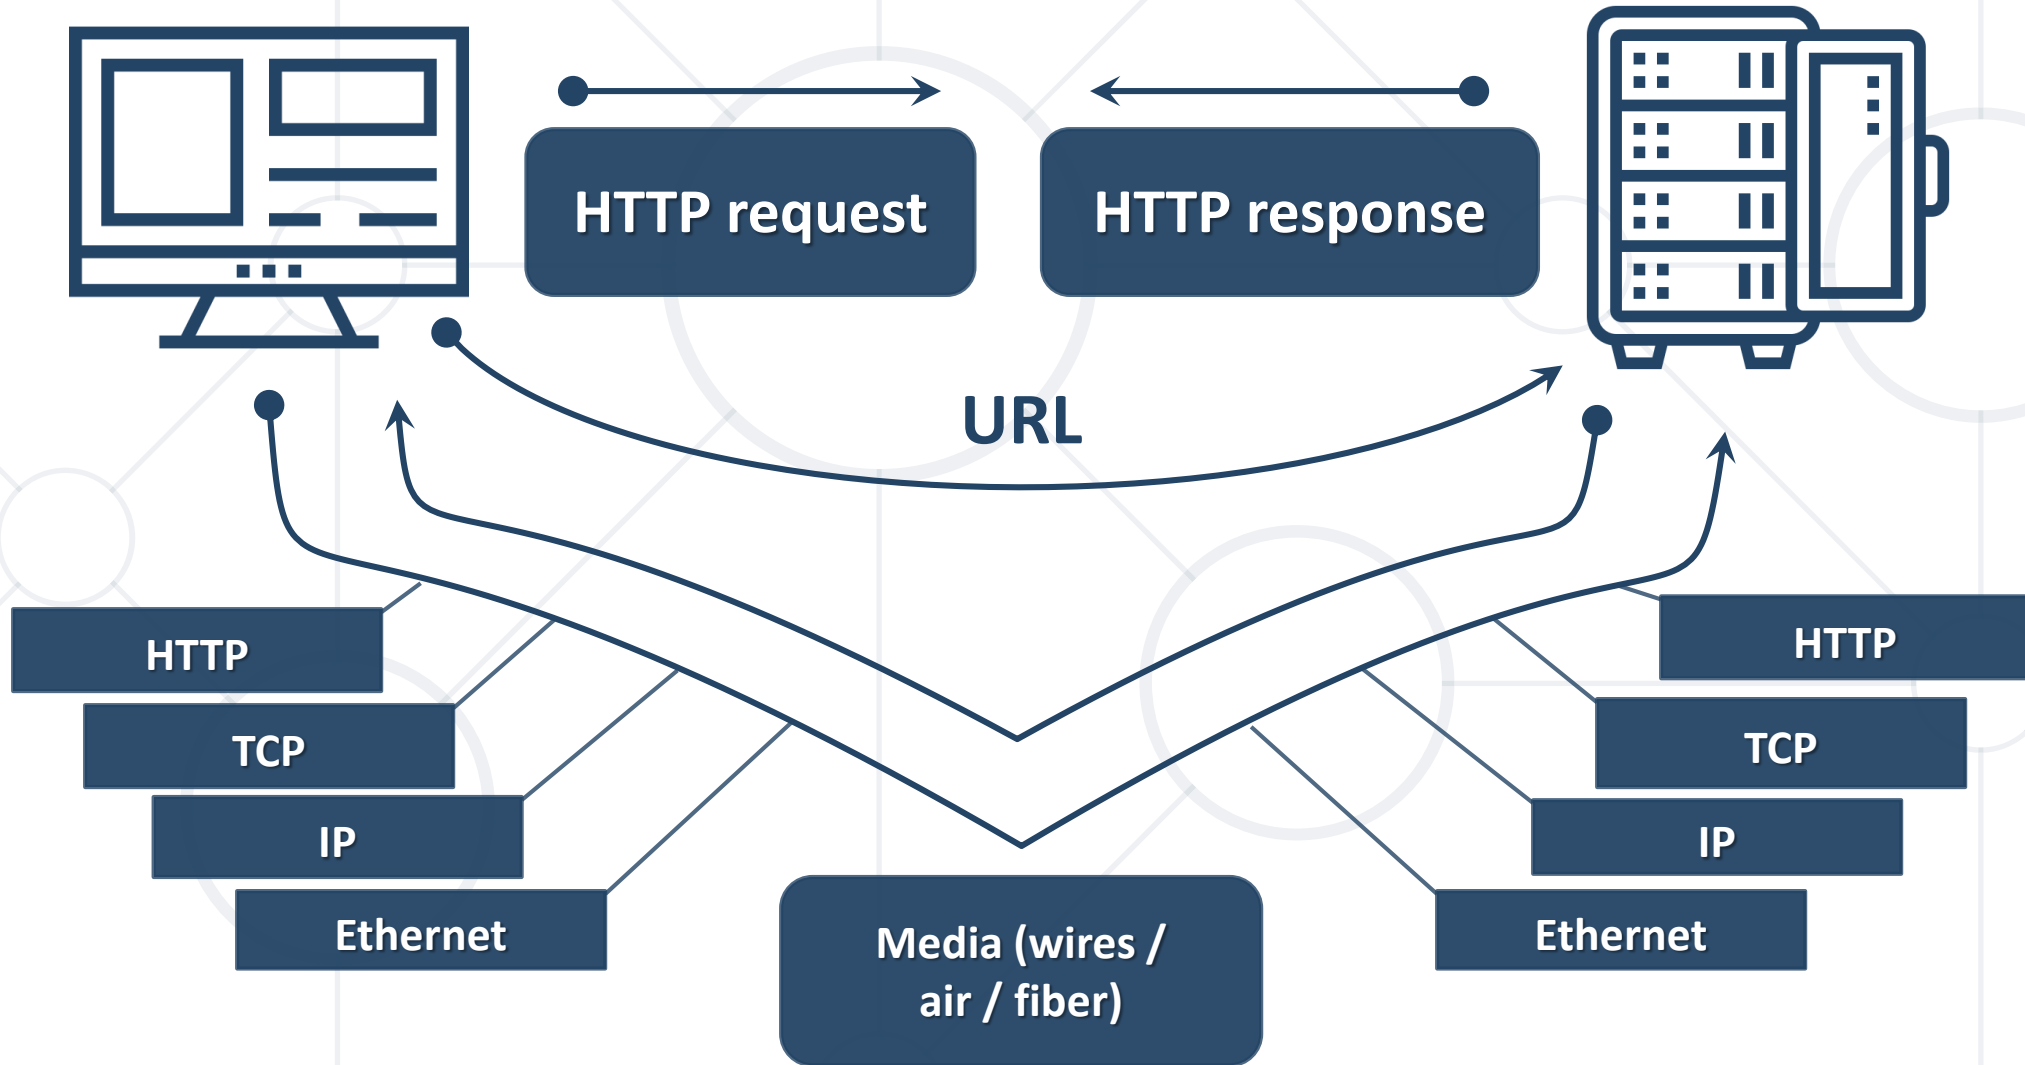 HTTP request
HTTP response
URL
HTTP
TCP
IP
Ethernet
HTTP
TCP
IP
Ethernet
Media (wires /
air / fiber)